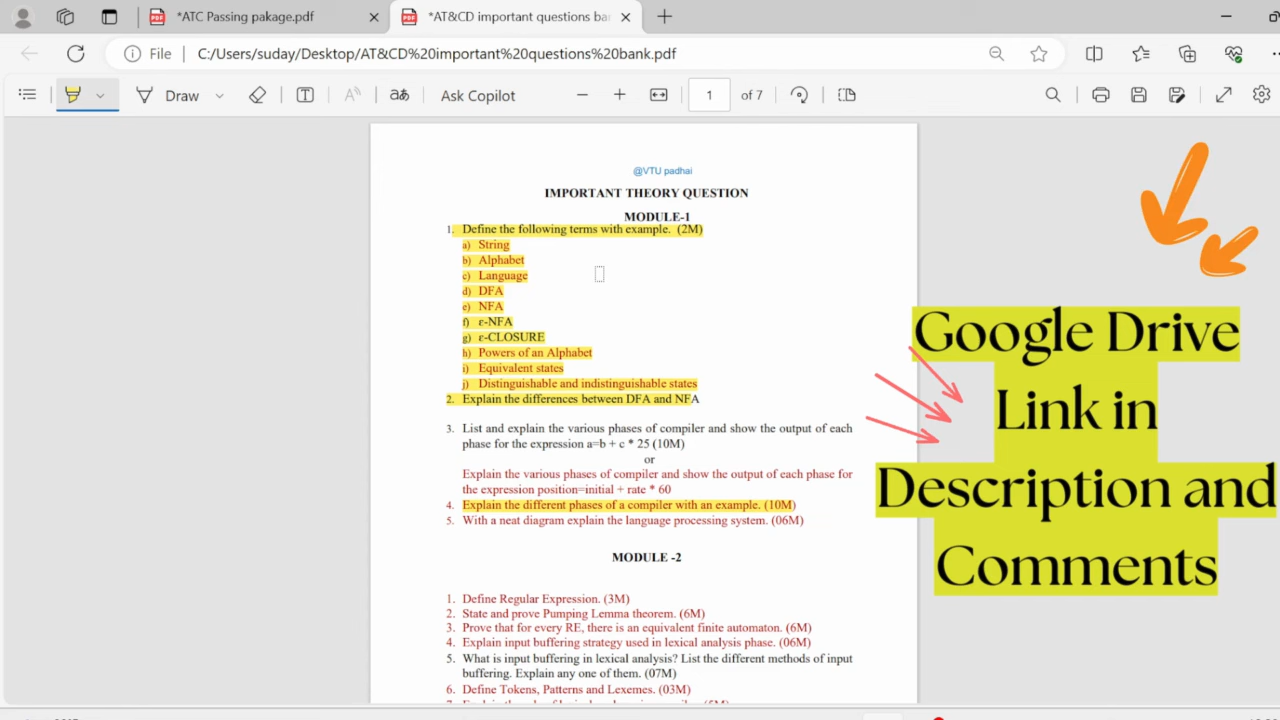 *ATC Passing pakage.pdf
*AT&CD important questions ba
File
C:/Users/suday/Desktop/AT&CD%20important%20questions%20bank.pdf
Draw
Ask Copilot
1 of 7
@VTU padhai
IMPORTANT THEORY QUESTION
MODULE-1
1. Define the following terms with example. (2M)
a) String
b) Alphabet
c) Language
d) DFA
e) NFA
f) ε-NFA
g) ε-CLOSURE
h) Powers of an Alphabet
i) Equivalent states
j) Distinguishable and indistinguishable states
2. Explain the differences between DFA and NFA
3. List and explain the various phases of compiler and show the output of each
phase for the expression a=b + c * 25 (10M)
or
Explain the various phases of compiler and show the output of each phase for
the expression position=initial + rate * 60
4. Explain the different phases of a compiler with an example. (10M)
5. With a neat diagram explain the language processing system. (06M)
MODULE -2
1. Define Regular Expression. (3M)
2. State and prove Pumping Lemma theorem. (6M)
3. Prove that for every RE, there is an equivalent finite automaton. (6M)
4. Explain input buffering strategy used in lexical analysis phase. (06M)
5. What is input buffering in lexical analysis? List the different methods of input
buffering. Explain any one of them. (07M)
6. Define Tokens, Patterns and Lexemes. (03M)
Google Drive
Link in
Description and
Comments